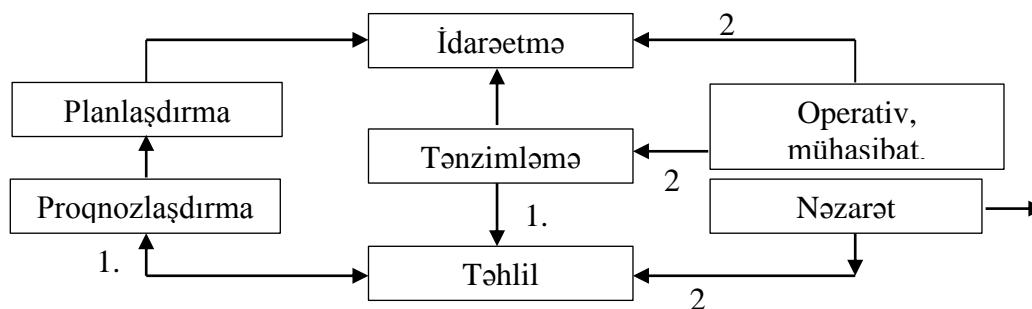 İdarəetmə
2
Planlaşdırma
Operativ,
mühasibat.
Tənzimləmə
2
Proqnozlaşdırma
Nəzarət
1.
1.
Təhlil
2